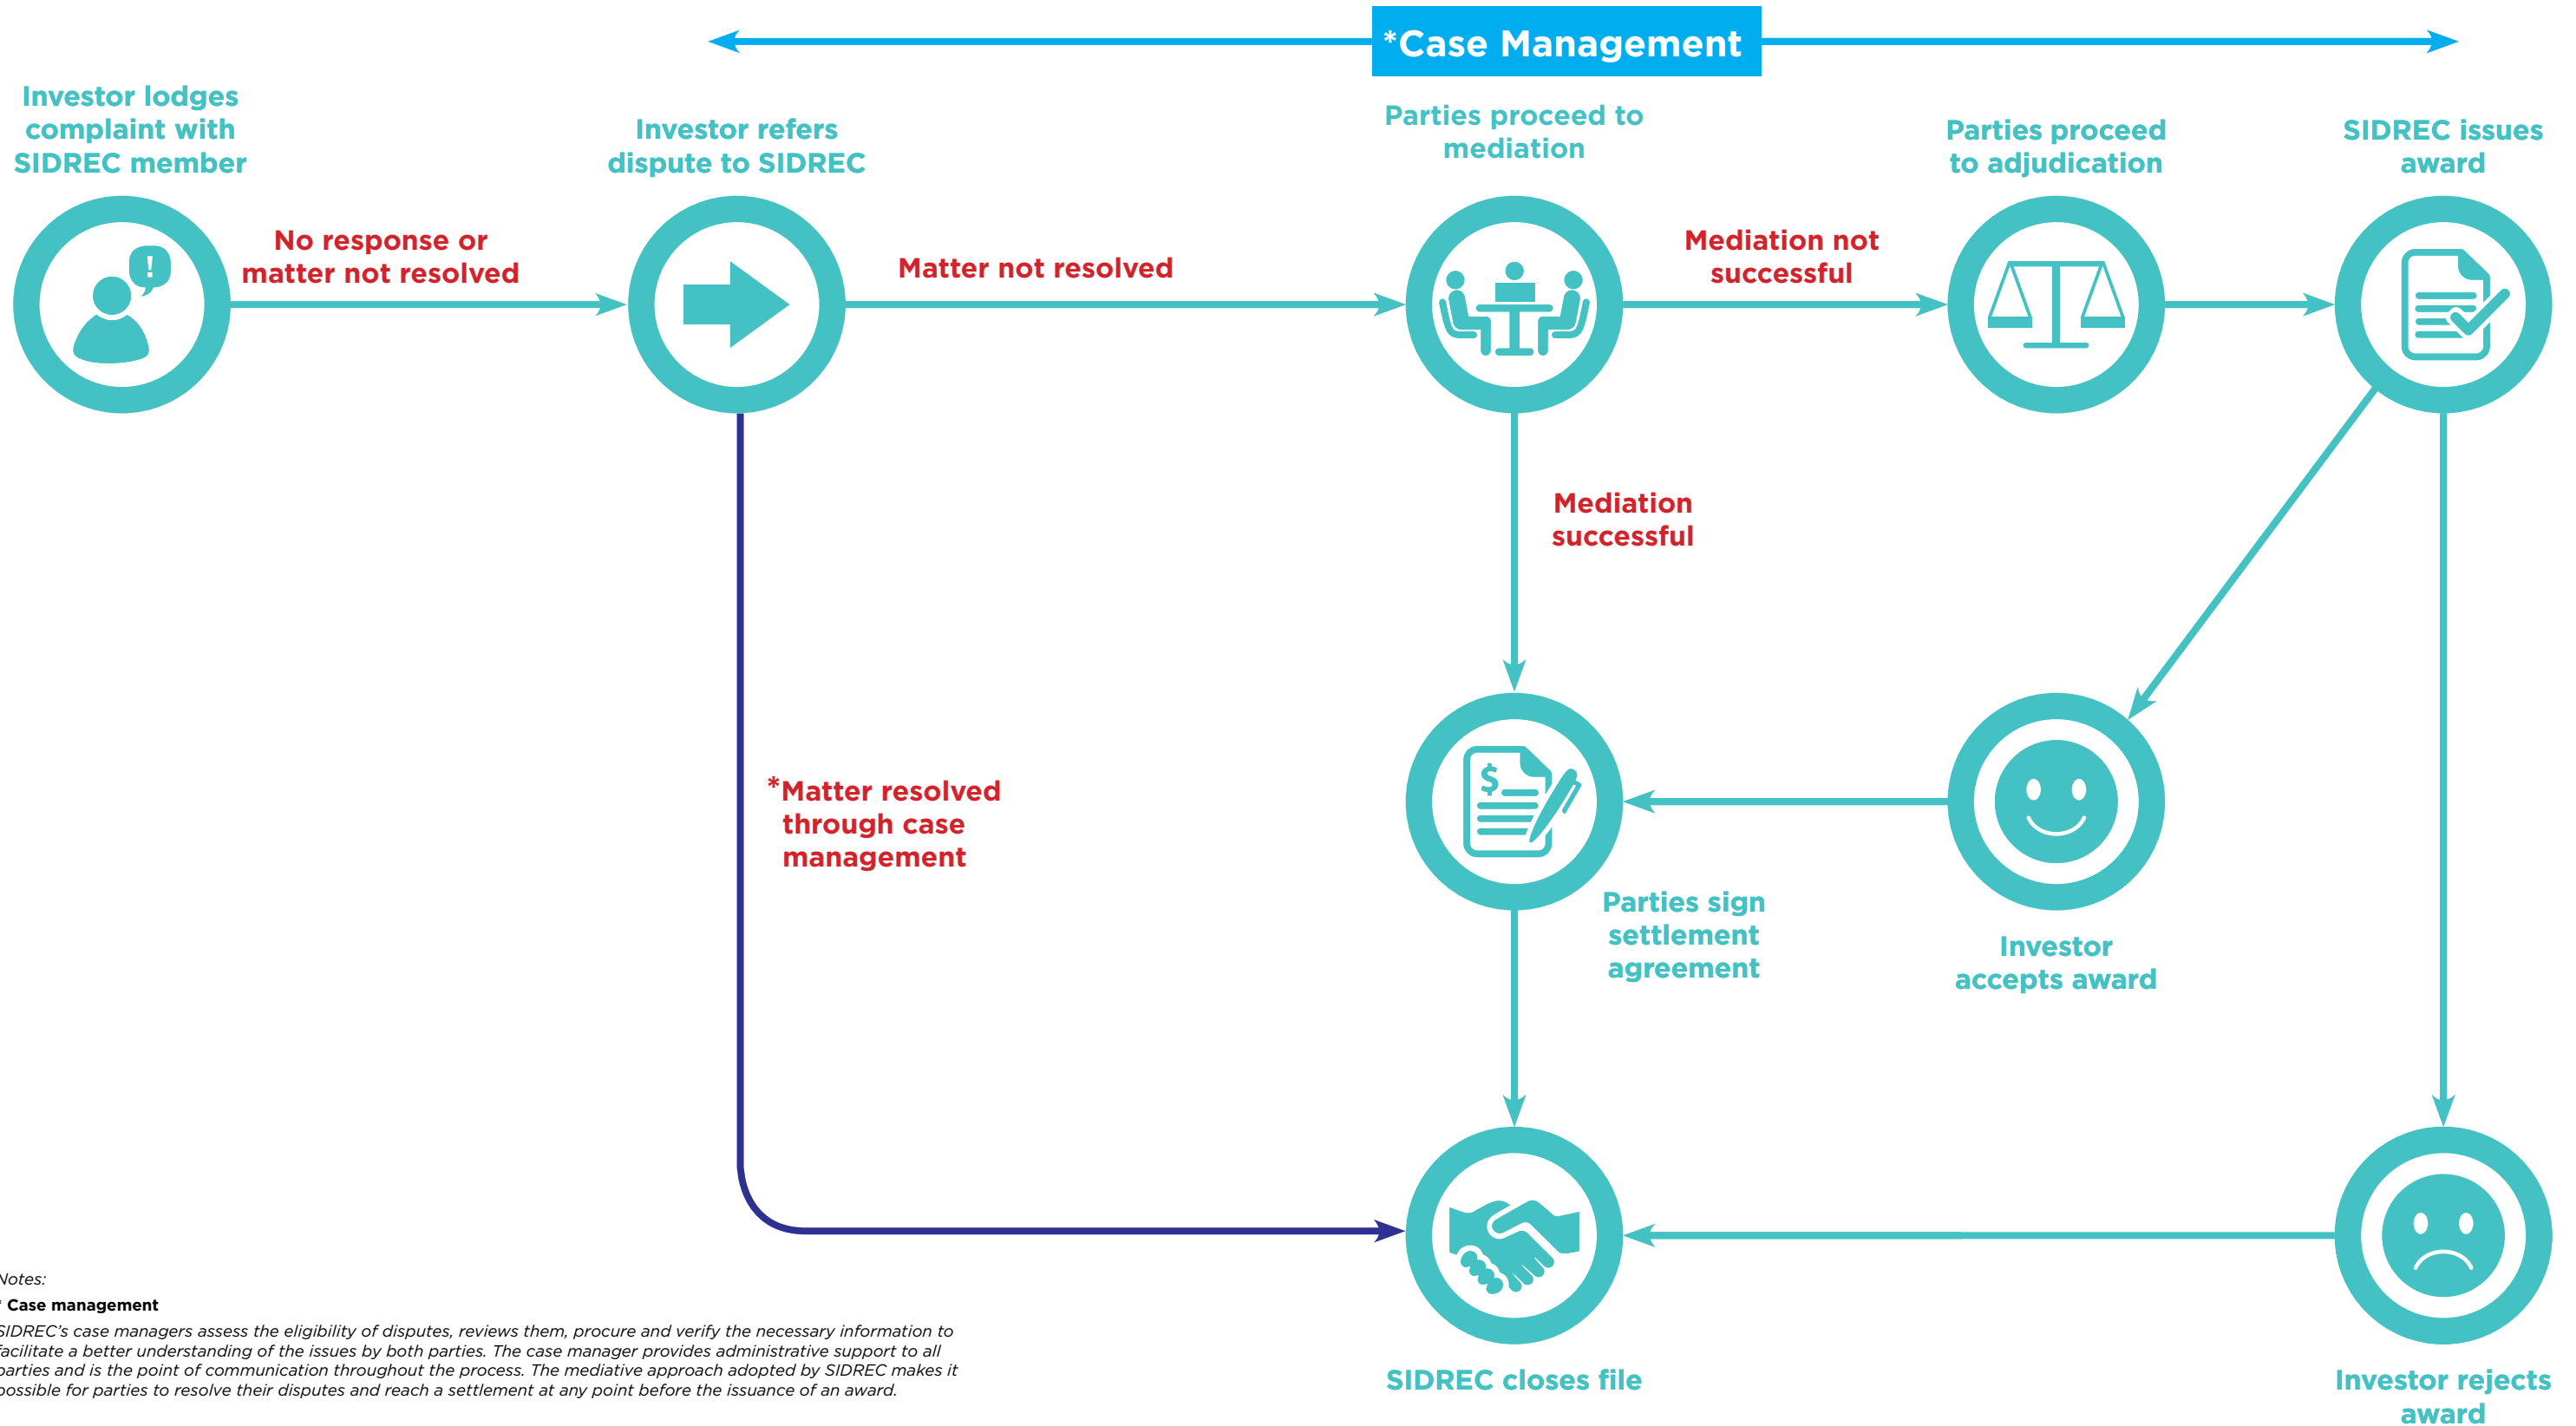 *Case Management
Investor lodges
complaint with
SIDREC member
Investor refers
dispute to SIDREC
Parties proceed to
mediation
Parties proceed
to adjudication
SIDREC issues
award
No response or
matter not resolved
Matter not resolved
Mediation not
successful
!
Mediation
successful
*Matter resolved
through case
management
$
Parties sign
settlement
agreement
Investor
accepts award
Notes:
* Case management
SIDREC’s case managers assess the eligibility of disputes, reviews them, procure and verify the necessary information to
facilitate a better understanding of the issues by both parties. The case manager provides administrative support to all
parties and is the point of communication throughout the process. The mediative approach adopted by SIDREC makes it
possible for parties to resolve their disputes and reach a settlement at any point before the issuance of an award.
SIDREC closes file
Investor rejects
award